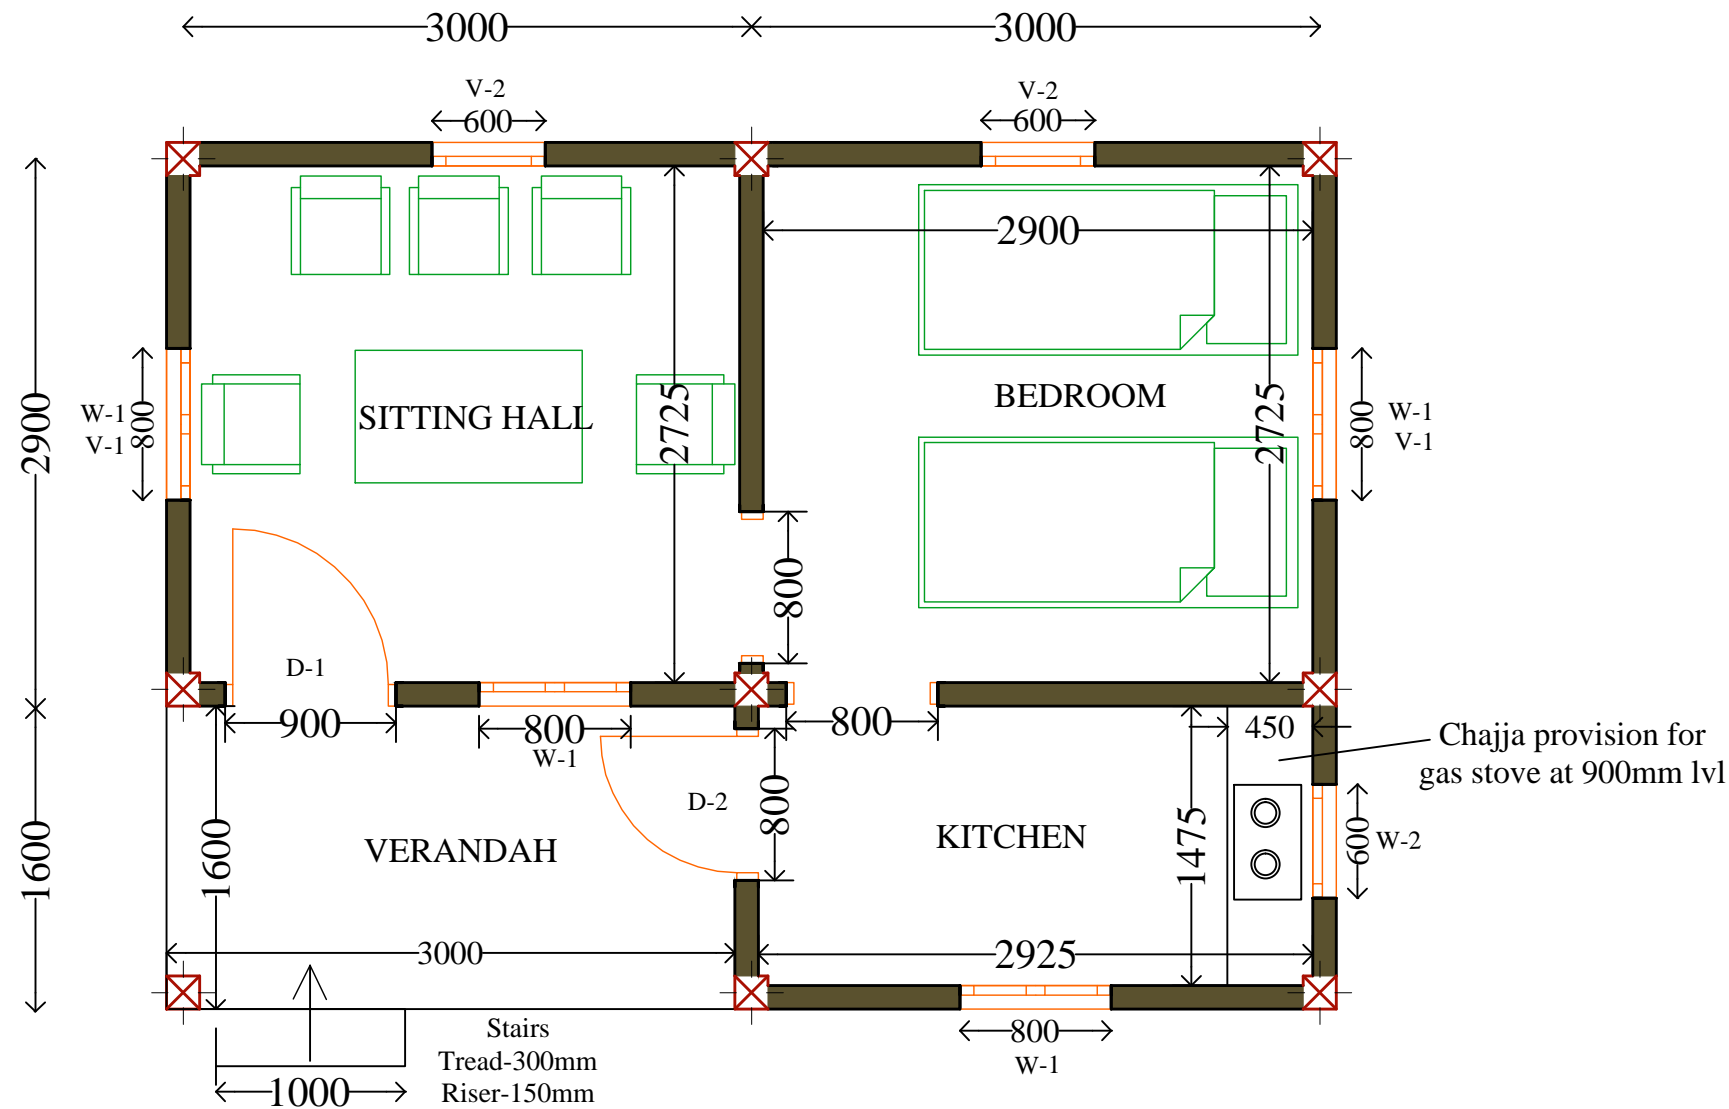 3000
3000
V-2
600
V-2
600
2900
2900
W-1
V-1
800
SITTING HALL
2725
BEDROOM
2725
800
W-1
V-1
800
D-1
900
800
W-1
800
D-2
800
450
Chajja provision for
gas stove at 900mm lvl
1600
1600
VERANDAH
KITCHEN
1475
600
W-2
3000
2925
Stairs
Tread-300mm
Riser-150mm
1000
800
W-1